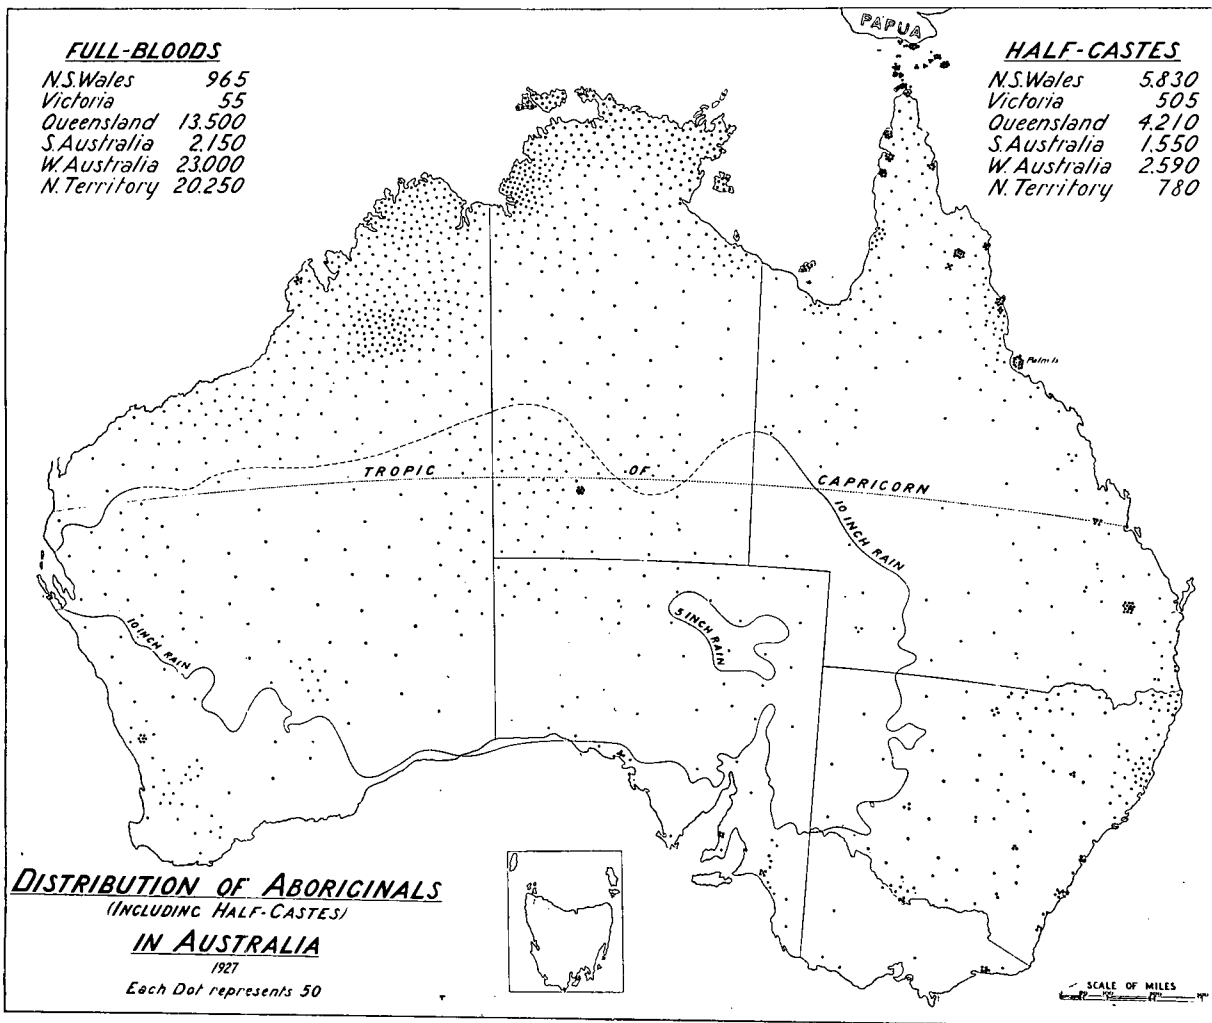 PAPUA
FULL-BLOODS
N.S.Wales 965
Victoria 55
Queensland 13.500
S.Australia 2.150
W.Australia 23.000
N.Territory 20.250
HALF-CASTES
N.S.Wales 5.830
Victoria 505
Queensland 4.210
S.Australia 1.550
W.Australia 2.590
N.Territory 780
Palm Is
TROPIC OF CAPRICORN
10 INCH RAIN
10 INCH RAIN
5 INCH RAIN
DISTRIBUTION OF ABORIGINALS
(INCLUDING HALF-CASTES)
IN AUSTRALIA
1927
Each Dot represents 50
SCALE OF MILES